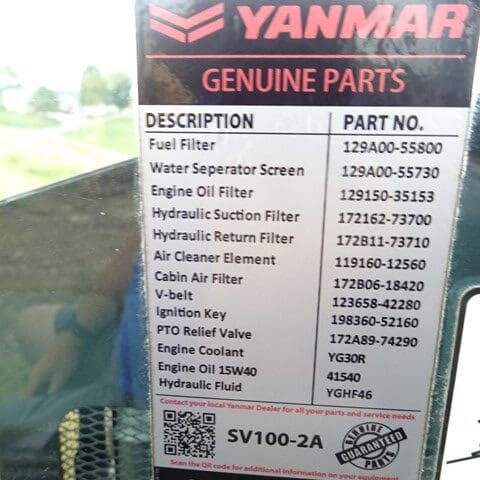 YANMAR
GENUINE PARTS
DESCRIPTION PART NO.
Fuel Filter 129A00-55800
Water Seperator Screen 129A00-55730
Engine Oil Filter 129150-35153
Hydraulic Suction Filter 172162-73700
Hydraulic Return Filter 172B11-73710
Air Cleaner Element 119160-12560
Cabin Air Filter 172B06-18420
V-belt 123658-42280
Ignition Key 198360-52160
PTO Relief Valve 172A89-74290
Engine Coolant YG30R
Engine Oil 15W40 41540
Hydraulic Fluid YGHF46
Contact your local Yanmar Dealer for all your parts and service needs
SV100-2A
GENUINE
GUARANTEED
PARTS
Scan the QR code for additional information on your equipment